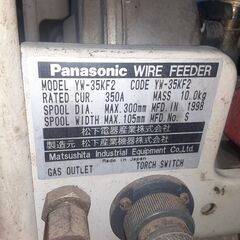 Panasonic WIRE FEEDER
MODEL YW-35KF2 CODE YW-35KF2
RATED CUR. 350A MASS 10.0kg
SPOOL DIA. MAX.300mm MFD.IN 1998
SPOOL WIDTH MAX.105mm MFG.NO S
松下電器産業株式会社
製造元 松下産業機器株式会社
Matsushita Industrial Equipment Co.,Ltd.
Made in Japan
GAS OUTLET TORCH SWITCH